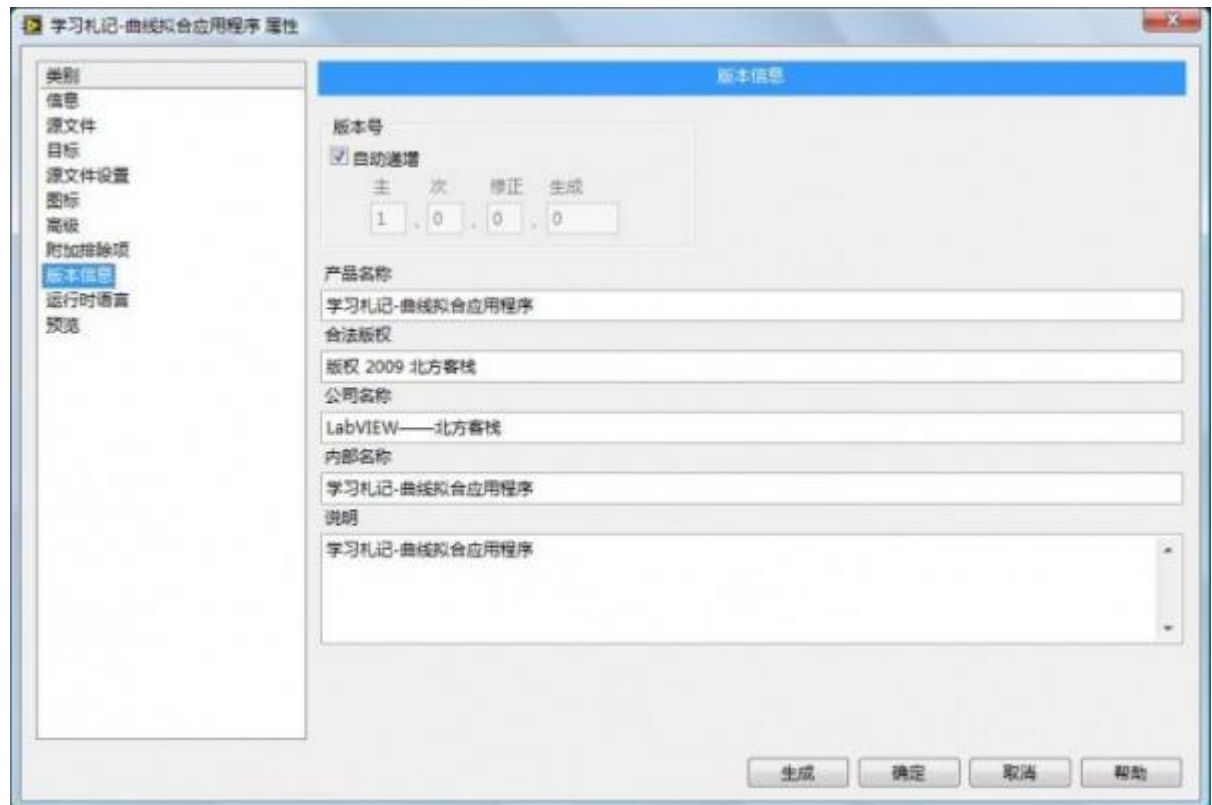 学习札记-曲线拟合应用程序 属性
类别
信息
源文件
目标
源文件设置
图标
高级
附加排除项
版本信息
运行时语言
预览
版本信息
版本号
自动递增
主 次 修正 生成
1 . 0 . 0 . 0
产品名称
学习札记-曲线拟合应用程序
合法版权
版权 2009 北方客栈
公司名称
LabVIEW——北方客栈
内部名称
学习札记-曲线拟合应用程序
说明
学习札记-曲线拟合应用程序
生成 确定 取消 帮助